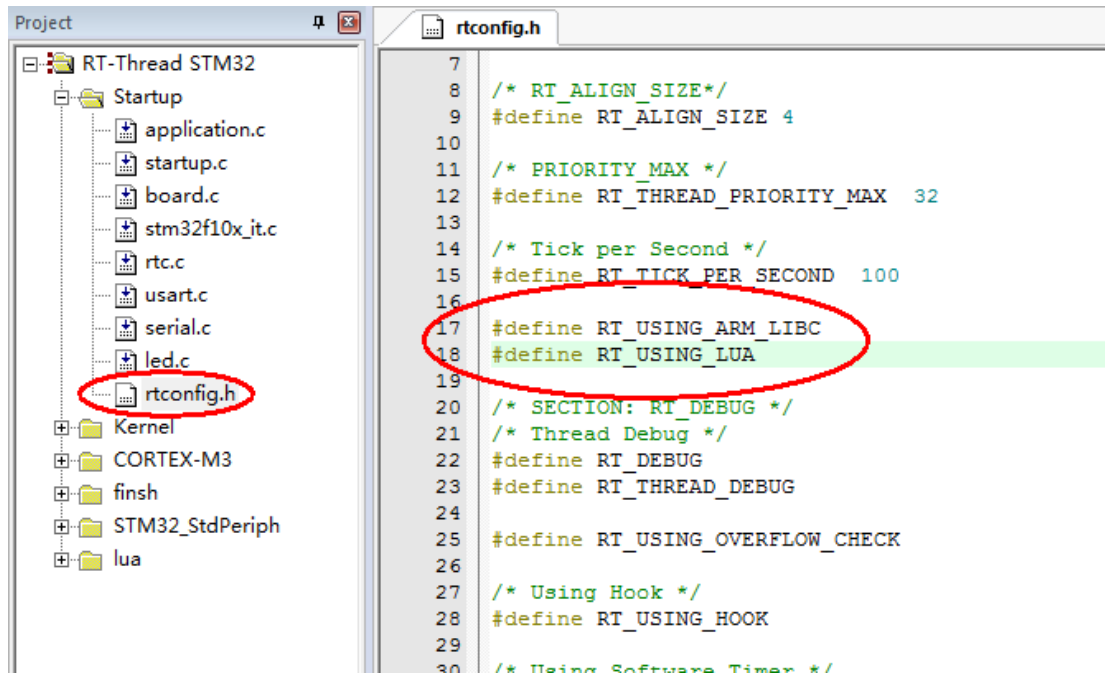 Project
RT-Thread STM32
Startup
application.c
startup.c
board.c
stm32f10x_it.c
rtc.c
usart.c
serial.c
led.c
rtconfig.h
Kernel
CORTEX-M3
finsh
STM32_StdPeriph
lua
rtconfig.h
7
8 /* RT_ALIGN_SIZE*/
9 #define RT_ALIGN_SIZE 4
10
11 /* PRIORITY_MAX */
12 #define RT_THREAD_PRIORITY_MAX 32
13
14 /* Tick per Second */
15 #define RT_TICK_PER_SECOND 100
16
17 #define RT_USING_ARM_LIBC
18 #define RT_USING_LUA
19
20 /* SECTION: RT_DEBUG */
21 /* Thread Debug */
22 #define RT_DEBUG
23 #define RT_THREAD_DEBUG
24
25 #define RT_USING_OVERFLOW_CHECK
26
27 /* Using Hook */
28 #define RT_USING_HOOK
29
30 /* Using Software Timer */